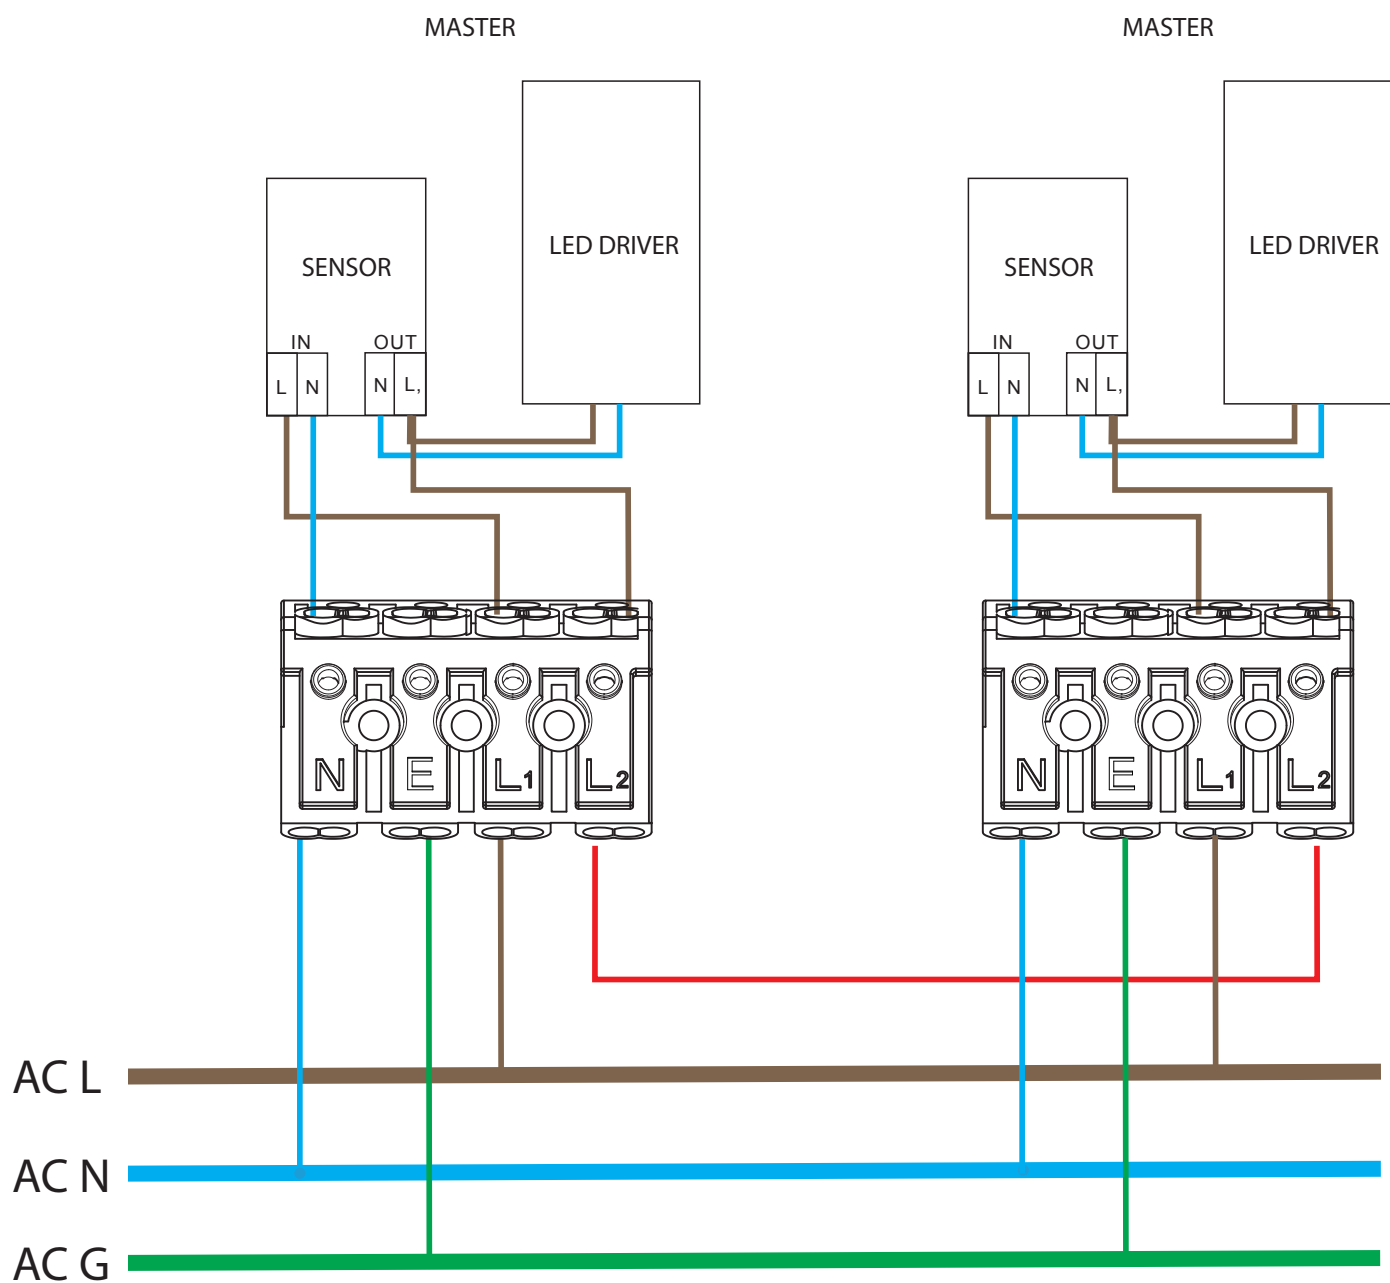 MASTER MASTER
LED DRIVER LED DRIVER
SENSOR SENSOR
IN OUT IN OUT
L N N L, L N N L,
N E L1 L2 N E L1 L2
AC L
AC N
AC G